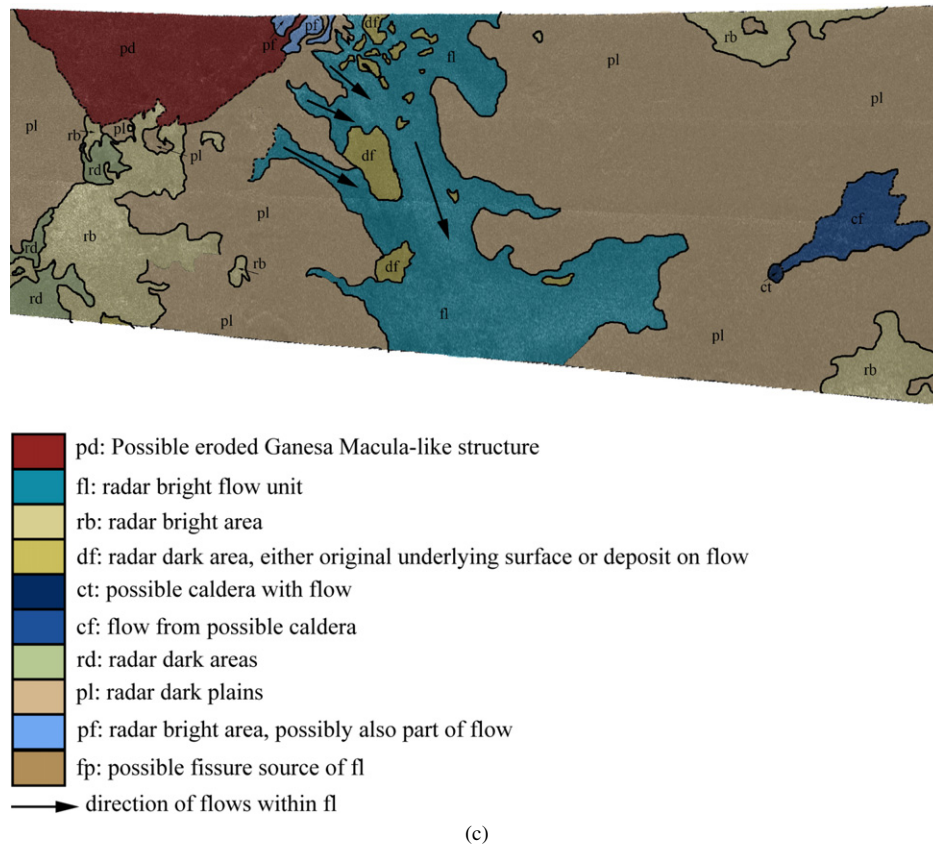 pd
pf
pf
df
fl
rb
pl
pl
pl
rb
pl
pl
rd
df
pl
rb
rd
rb
df
cf
ct
rd
pl
fl
pl
rb
pd: Possible eroded Ganesa Macula-like structure
fl: radar bright flow unit
rb: radar bright area
df: radar dark area, either original underlying surface or deposit on flow
ct: possible caldera with flow
cf: flow from possible caldera
rd: radar dark areas
pl: radar dark plains
pf: radar bright area, possibly also part of flow
fp: possible fissure source of fl
direction of flows within fl
(c)